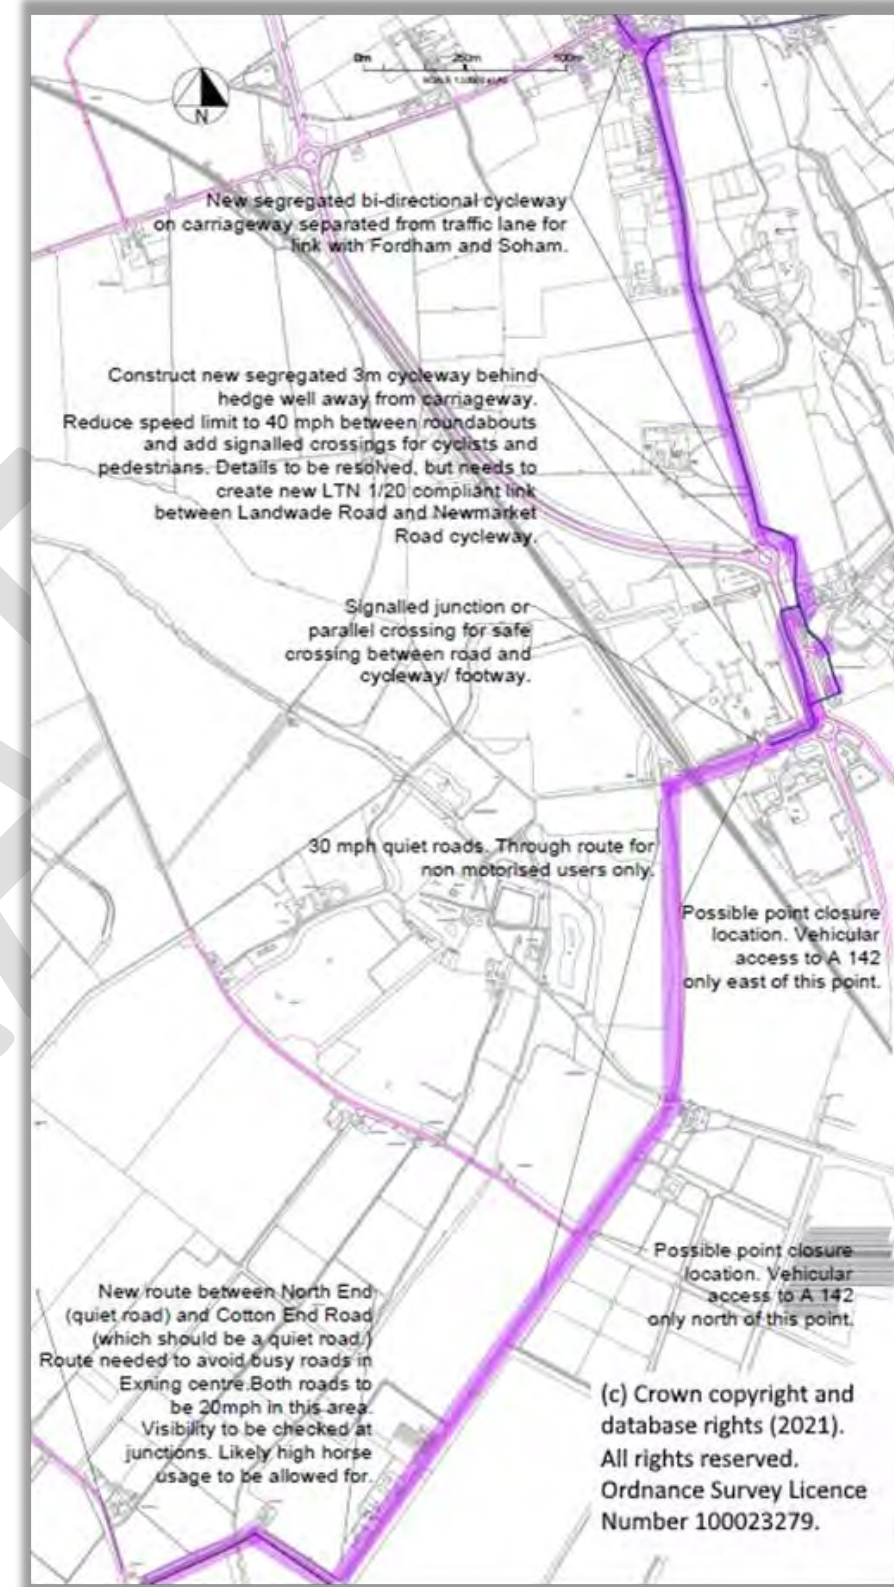 0m 250m 500m
N
New segregated bi-directional cycleway
on carriageway separated from traffic lane for
link with Fordham and Soham.
Construct new segregated 3m cycleway behind
hedge well away from carriageway.
Reduce speed limit to 40 mph between roundabouts
and add signalled crossings for cyclists and
pedestrians. Details to be resolved, but needs to
create new LTN 1/20 compliant link
between Landwade Road and Newmarket
Road cycleway.
Signalled junction or
parallel crossing for safe
crossing between road and
cycleway/ footway.
30 mph quiet roads. Through route for
non motorised users only.
Possible point closure
location. Vehicular
access to A 142
only east of this point.
Possible point closure
location. Vehicular
access to A 142
only north of this point.
New route between North End
(quiet road) and Cotton End Road
(which should be a quiet road.)
Route needed to avoid busy roads in
Exning centre.Both roads to
be 20mph in this area.
Visibility to be checked at
junctions. Likely high horse
usage to be allowed for.
(c) Crown copyright and
database rights (2021).
All rights reserved.
Ordnance Survey Licence
Number 100023279.